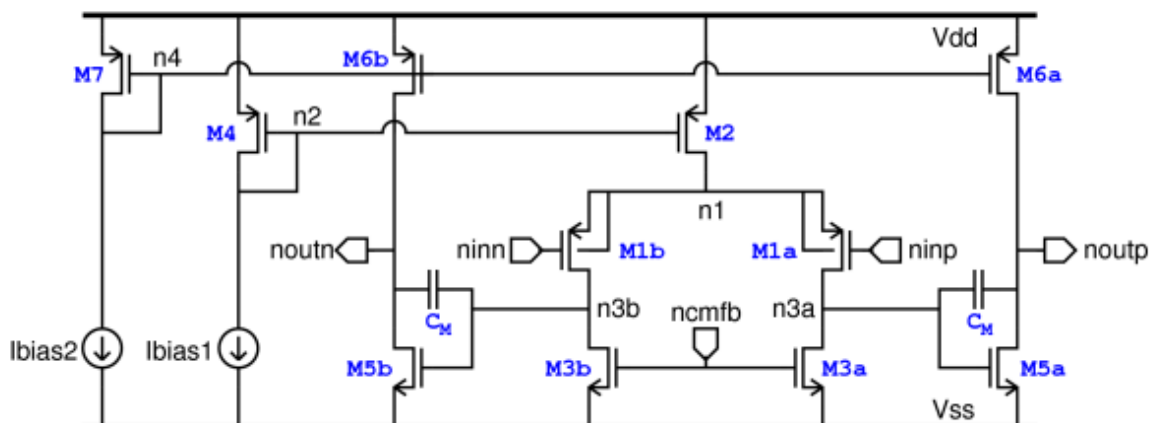 Vdd
n4
M7
M6b
M6a
n2
M4
M2
n1
noutn
ninn
M1b
M1a
ninp
noutp
n3b
ncmfb
n3a
CM
CM
Ibias2
Ibias1
M5b
M3b
M3a
M5a
Vss